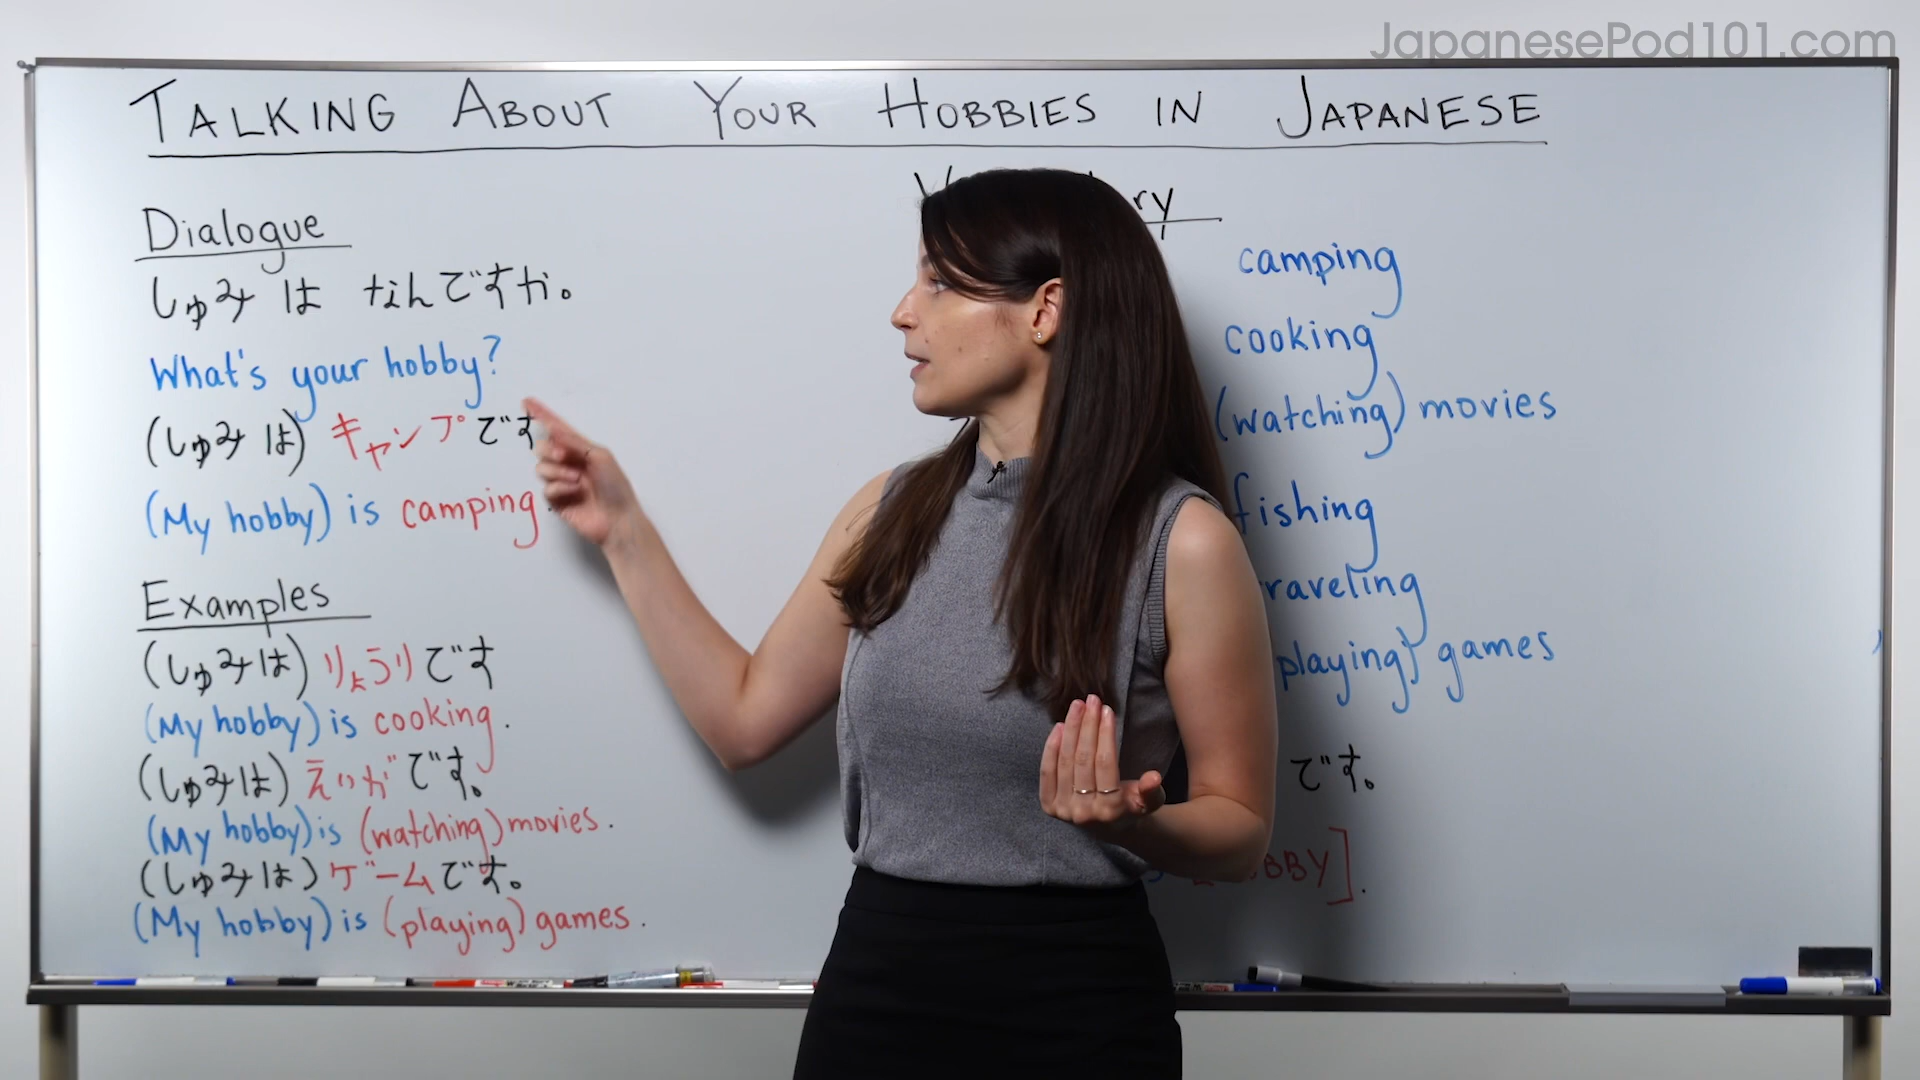 JapanesePod101.com
TALKING ABOUT YOUR HOBBIES IN JAPANESE
Dialogue
しゅみ は なんですか。
What's your hobby?
(しゅみ は) キャンプ です
(My hobby) is camping.
Examples
(しゅみは) りょうり です
(My hobby) is cooking.
(しゅみは) えいが です。
(My hobby) is (watching) movies.
(しゅみは) ゲーム です。
(My hobby) is (playing) games.
camping
cooking
(watching) movies
fishing
(playing) games
です。